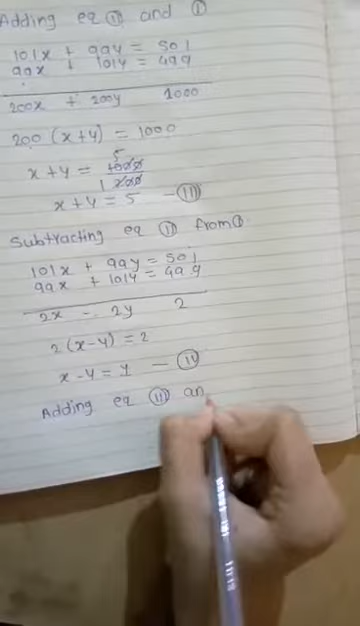 Adding eq (II) and (I)
101x + 99y = 501
99x + 101y = 499
200x + 200y 1000
200 (x+y) = 1000
x+y = 5 1000
1 200
x+y = 5 - (III)
Subtracting eq (II) from (I)
101x + 99y = 501
99x + 101y = 499
2x - 2y 2
2 (x-y) = 2
x-y = 1 - (IV)
Adding eq (III) an